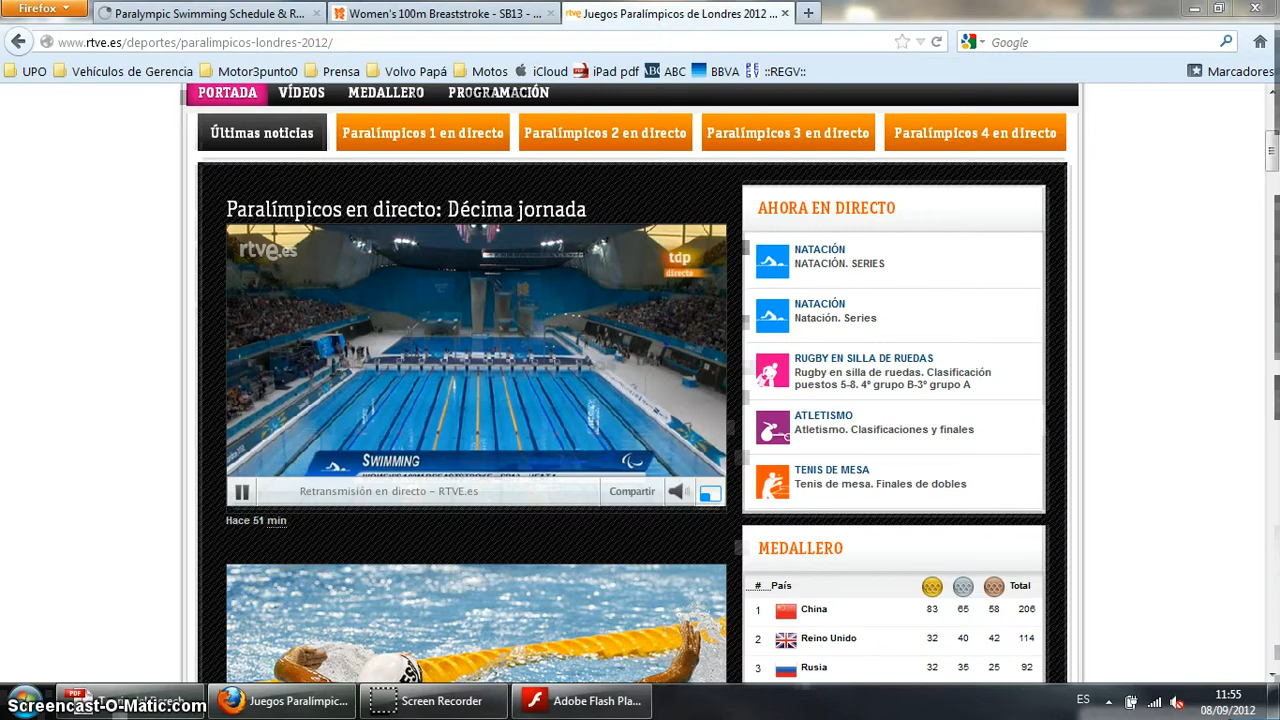 Firefox
Paralympic Swimming Schedule & R...
Women's 100m Breaststroke - SB13 - ...
rtve Juegos Paralímpicos de Londres 2012 ...
www.rtve.es/deportes/paralimpicos-londres-2012/
Google
UPO Vehículos de Gerencia Motor3punto0 Prensa Volvo Papá Motos iCloud iPad pdf ABC BBVA ::REGV::
Marcadores
PORTADA VÍDEOS MEDALLERO PROGRAMACIÓN
Últimas noticias
Paralímpicos 1 en directo
Paralímpicos 2 en directo
Paralímpicos 3 en directo
Paralímpicos 4 en directo
Paralímpicos en directo: Décima jornada
rtve.es
tdp
directo
SWIMMING
Retransmisión en directo – RTVE.es
Compartir
Hace 51 min
AHORA EN DIRECTO
NATACIÓN
NATACIÓN. SERIES
NATACIÓN
Natación. Series
RUGBY EN SILLA DE RUEDAS
Rugby en silla de ruedas. Clasificación
puestos 5-8. 4º grupo B-3º grupo A
ATLETISMO
Atletismo. Clasificaciones y finales
TENIS DE MESA
Tenis de mesa. Finales de dobles
MEDALLERO
# País Total
1 China 83 65 58 206
2 Reino Unido 32 40 42 114
3 Rusia 32 35 25 92
Juegos Paralímpic...
Screen Recorder
Adobe Flash Pla...
ES
11:55
08/09/2012
Screencast-O-Matic.com